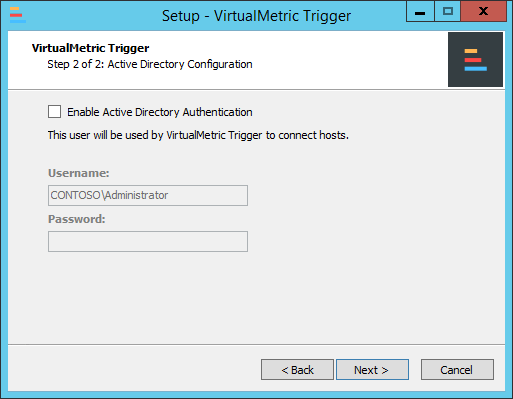 Setup - VirtualMetric Trigger
VirtualMetric Trigger
Step 2 of 2: Active Directory Configuration
Enable Active Directory Authentication
This user will be used by VirtualMetric Trigger to connect hosts.
Username:
CONTOSO\Administrator
Password:
< Back
Next >
Cancel